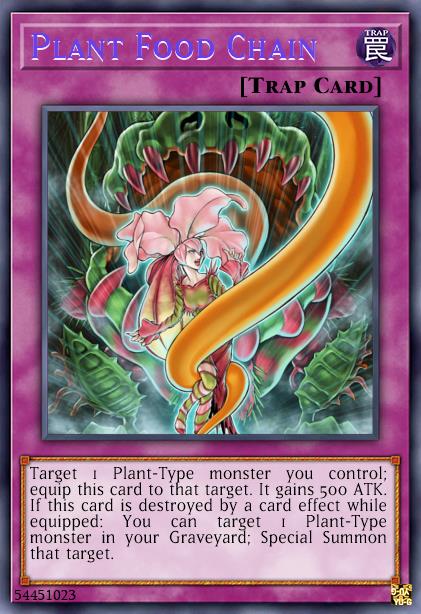 PLANT FOOD CHAIN
TRAP
罠
[TRAP CARD]
Target 1 Plant-Type monster you control;
equip this card to that target. It gains 500 ATK.
If this card is destroyed by a card effect while
equipped: You can target 1 Plant-Type
monster in your Graveyard; Special Summon
that target.
54451023